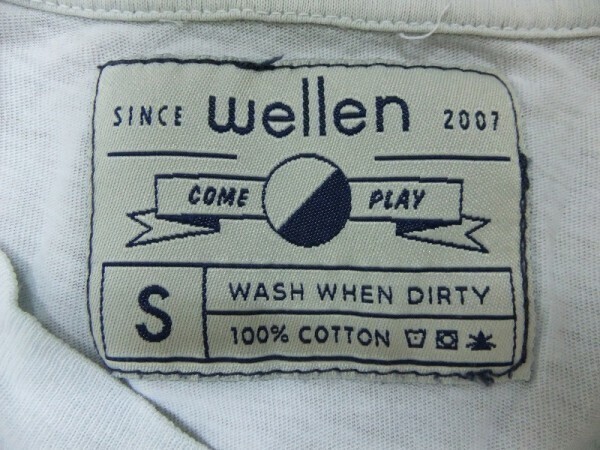 SINCE wellen 2007
COME PLAY
S WASH WHEN DIRTY
100% COTTON